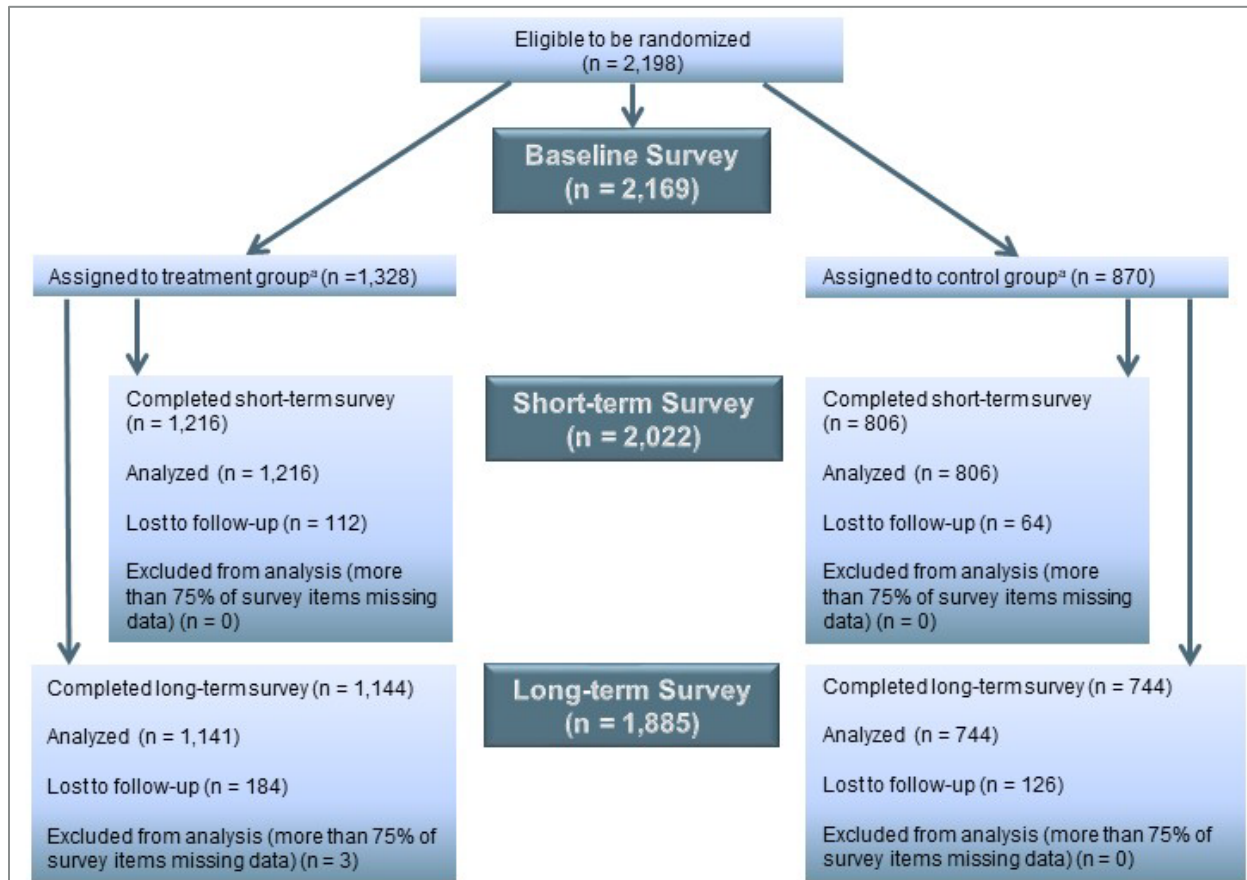 Eligible to be randomized
(n = 2,198)
Baseline Survey
(n = 2,169)
Assigned to treatment groupᵃ (n =1,328)
Assigned to control groupᵃ (n = 870)
Completed short-term survey
(n = 1,216)
Analyzed (n = 1,216)
Lost to follow-up (n = 112)
Excluded from analysis (more
than 75% of survey items missing
data) (n = 0)
Short-term Survey
(n = 2,022)
Completed short-term survey
(n = 806)
Analyzed (n = 806)
Lost to follow-up (n = 64)
Excluded from analysis (more
than 75% of survey items missing
data) (n = 0)
Completed long-term survey (n = 1,144)
Analyzed (n = 1,141)
Lost to follow-up (n = 184)
Excluded from analysis (more than 75% of
survey items missing data) (n = 3)
Long-term Survey
(n = 1,885)
Completed long-term survey (n = 744)
Analyzed (n = 744)
Lost to follow-up (n = 126)
Excluded from analysis (more than 75% of
survey items missing data) (n = 0)